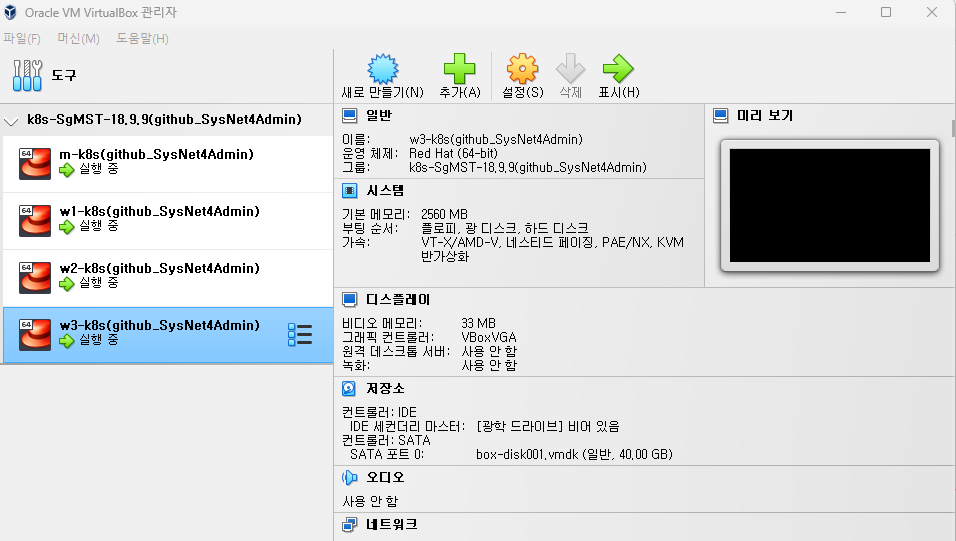 Oracle VM VirtualBox 관리자
파일(F) 머신(M) 도움말(H)
도구
새로 만들기(N) 추가(A) 설정(S) 삭제 표시(H)
k8s-SgMST-18.9.9(github_SysNet4Admin)
64
m-k8s(github_SysNet4Admin)
실행 중
64
w1-k8s(github_SysNet4Admin)
실행 중
64
w2-k8s(github_SysNet4Admin)
실행 중
64
w3-k8s(github_SysNet4Admin)
실행 중
일반
이름: w3-k8s(github_SysNet4Admin)
운영 체제: Red Hat (64-bit)
그룹: k8s-SgMST-18.9.9(github_SysNet4Admin)
시스템
기본 메모리: 2560 MB
부팅 순서: 플로피, 광 디스크, 하드 디스크
가속: VT-X/AMD-V, 네스티드 페이징, PAE/NX, KVM
반가상화
미리 보기
디스플레이
비디오 메모리: 33 MB
그래픽 컨트롤러: VBoxVGA
원격 데스크톱 서버: 사용 안 함
녹화: 사용 안 함
저장소
컨트롤러: IDE
IDE 세컨더리 마스터: [광학 드라이브] 비어 있음
컨트롤러: SATA
SATA 포트 0: box-disk001.vmdk (일반, 40.00 GB)
오디오
사용 안 함
네트워크